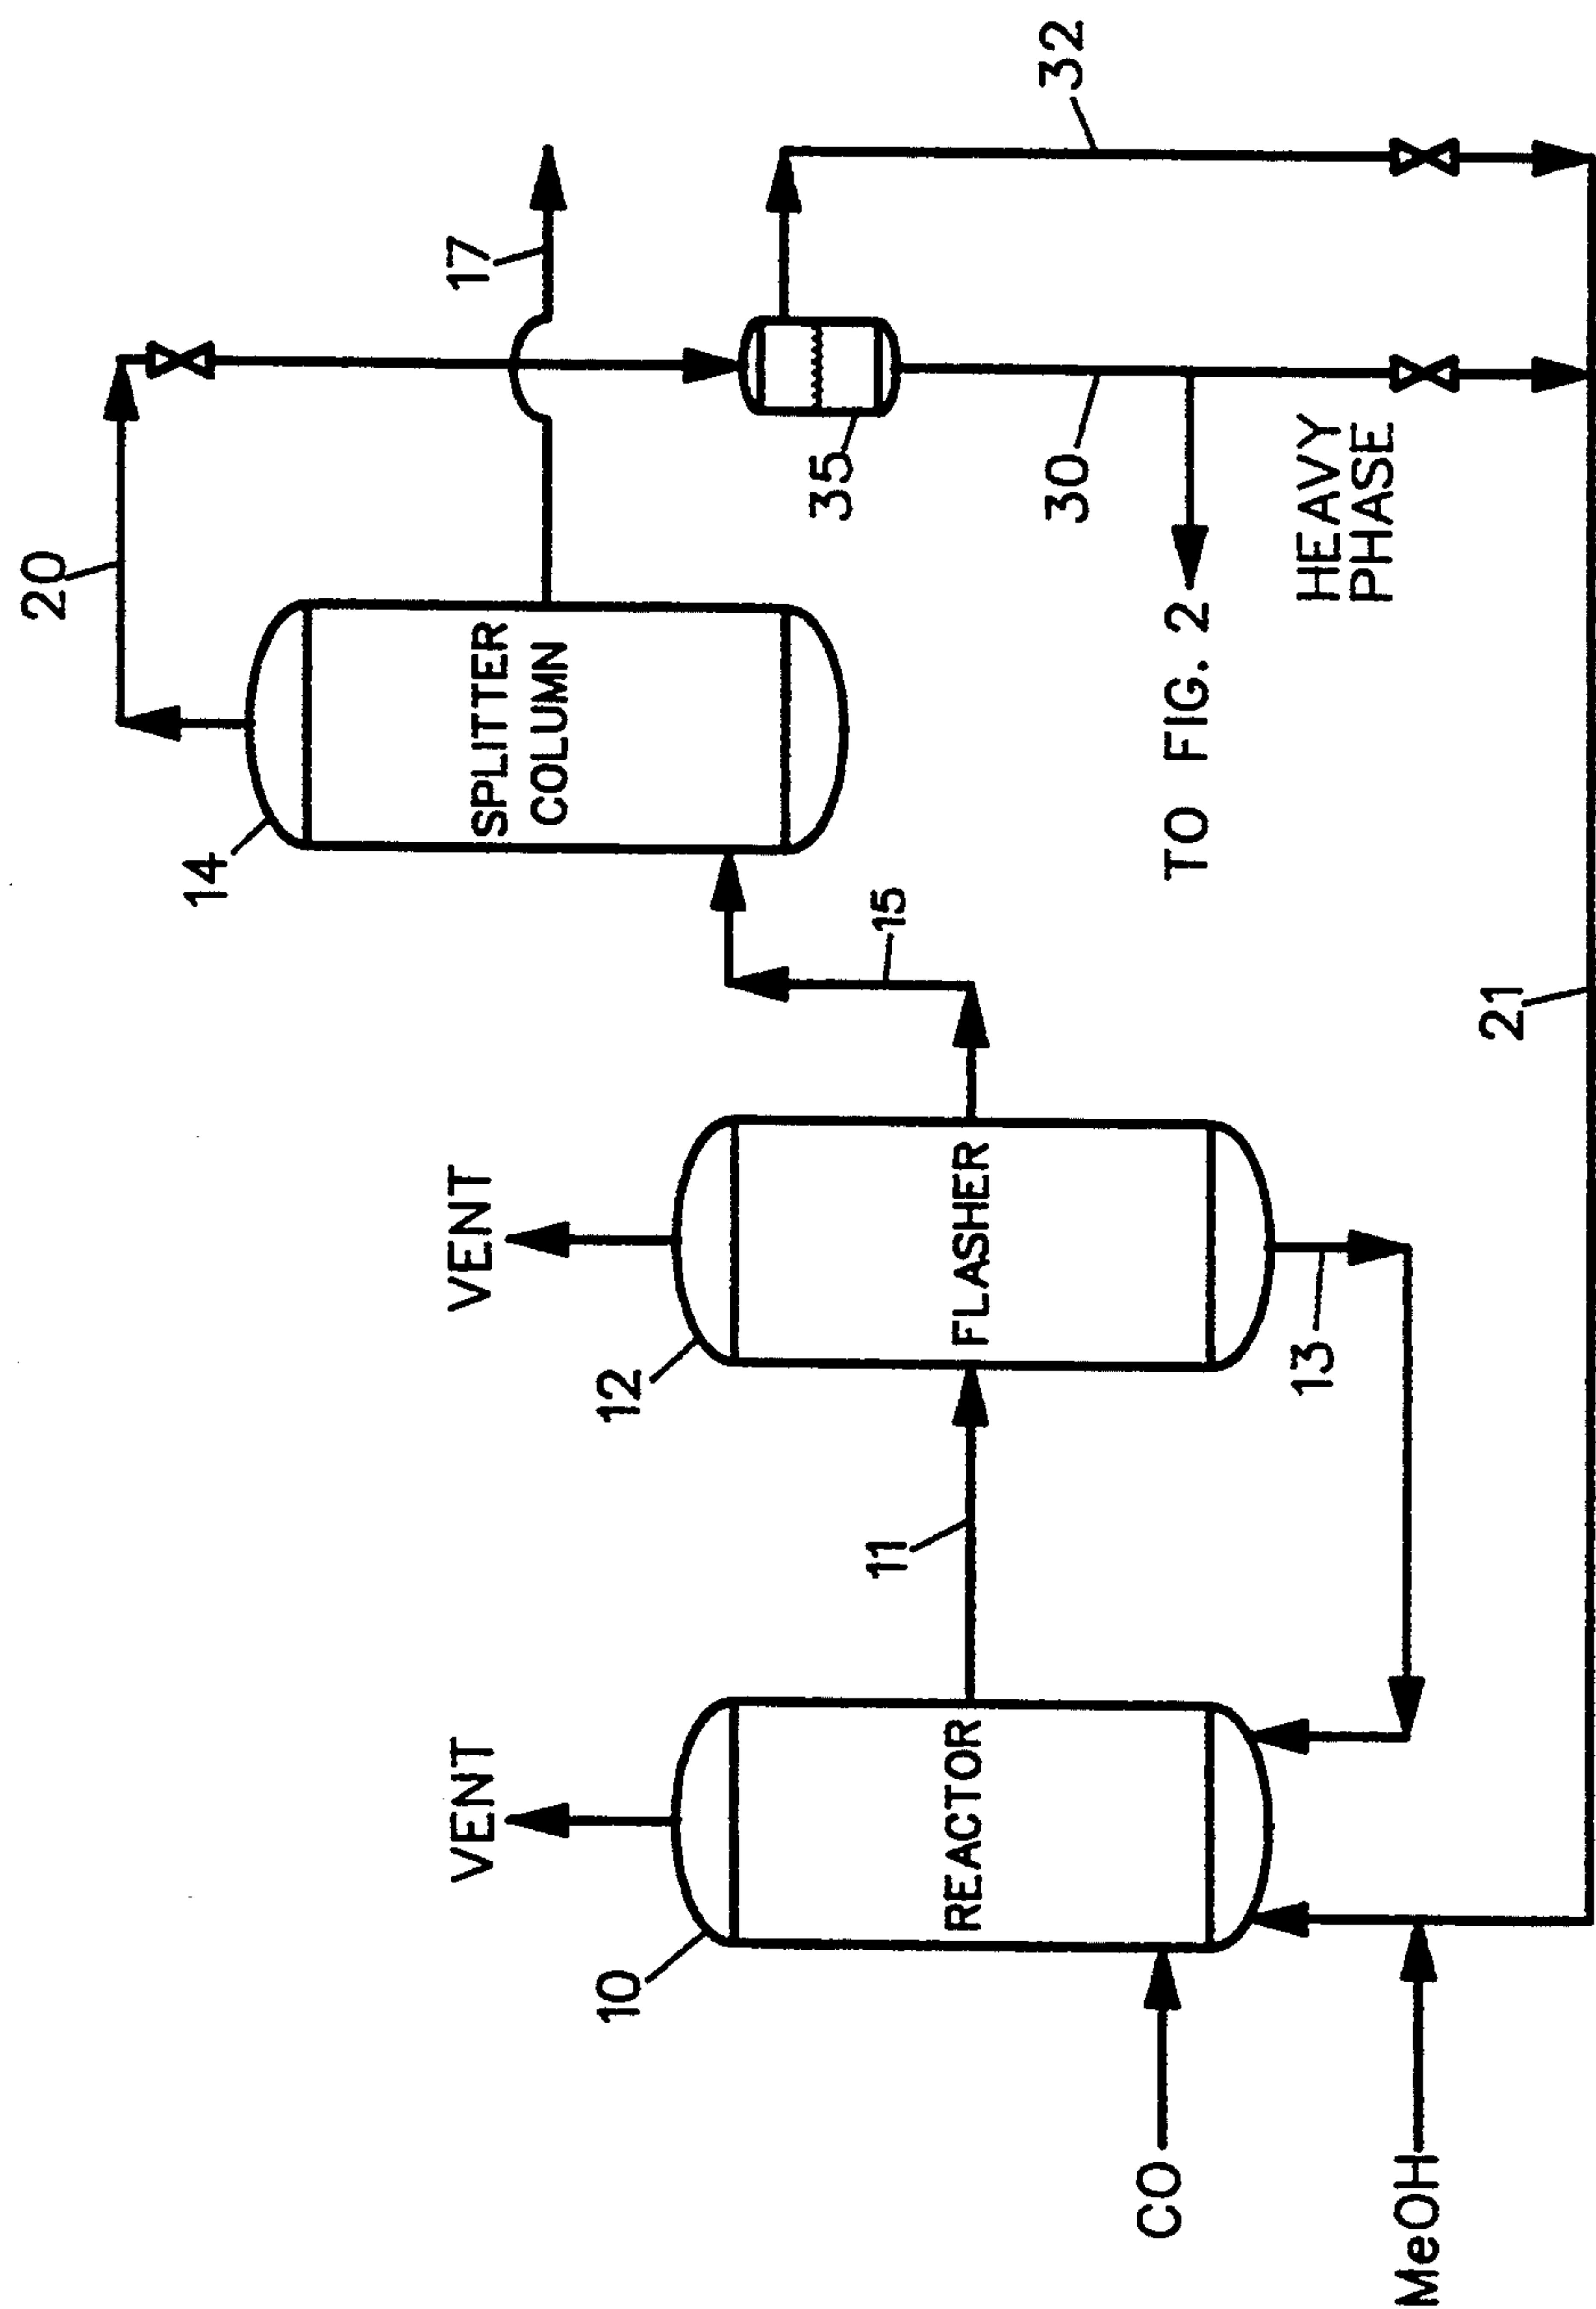 20
14
SPLITTER
COLUMN
17
VENT
12
FLASHER
15
35
32
30
TO FIG. 2
HEAVY
PHASE
VENT
10
REACTOR
11
13
21
CO
MeOH